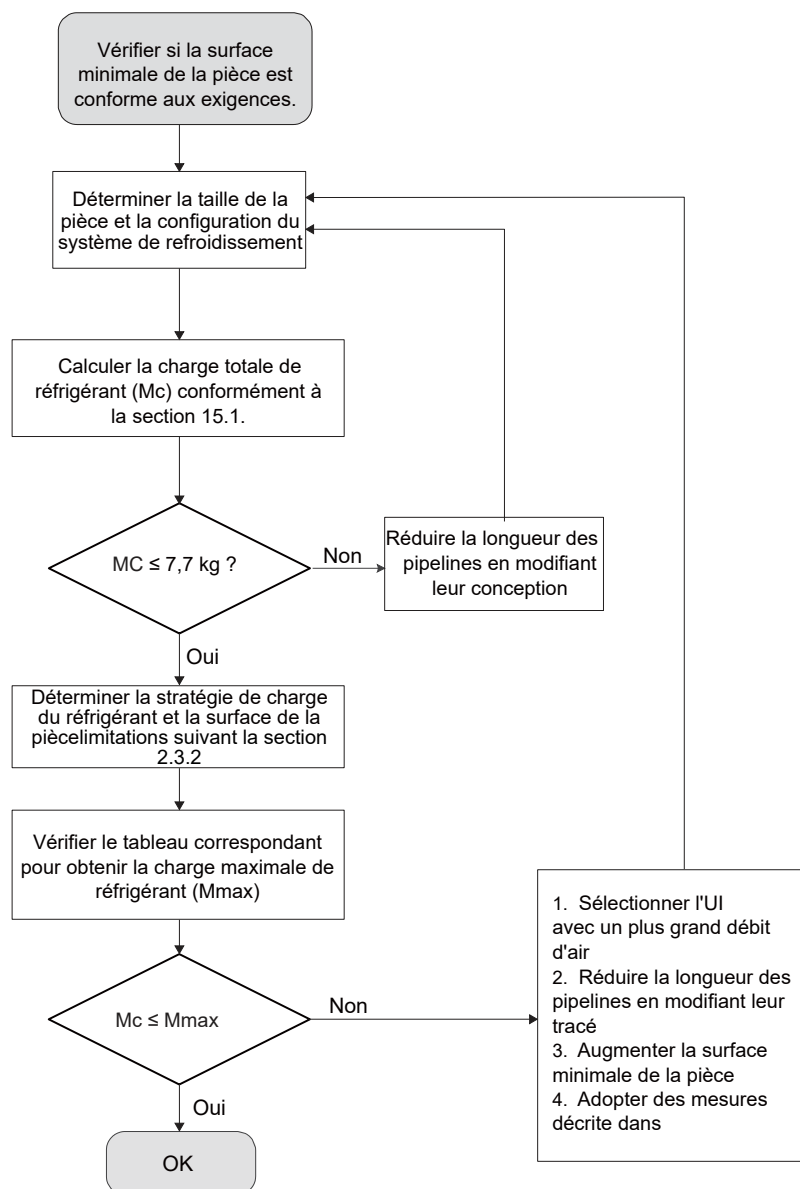 Vérifier si la surface
minimale de la pièce est
conforme aux exigences.
Déterminer la taille de la
pièce et la configuration du
système de refroidissement
Calculer la charge totale de
réfrigérant (Mc) conformément à
la section 15.1.
MC ≤ 7,7 kg ?
Non
Réduire la longueur des
pipelines en modifiant
leur conception
Oui
Déterminer la stratégie de charge
du réfrigérant et la surface de la
piècelimitations suivant la section
2.3.2
Vérifier le tableau correspondant
pour obtenir la charge maximale de
réfrigérant (Mmax)
Mc ≤ Mmax
Non
1. Sélectionner l'UI
avec un plus grand débit
d'air
2. Réduire la longueur des
pipelines en modifiant leur
tracé
3. Augmenter la surface
minimale de la pièce
4. Adopter des mesures
décrite dans
Oui
OK